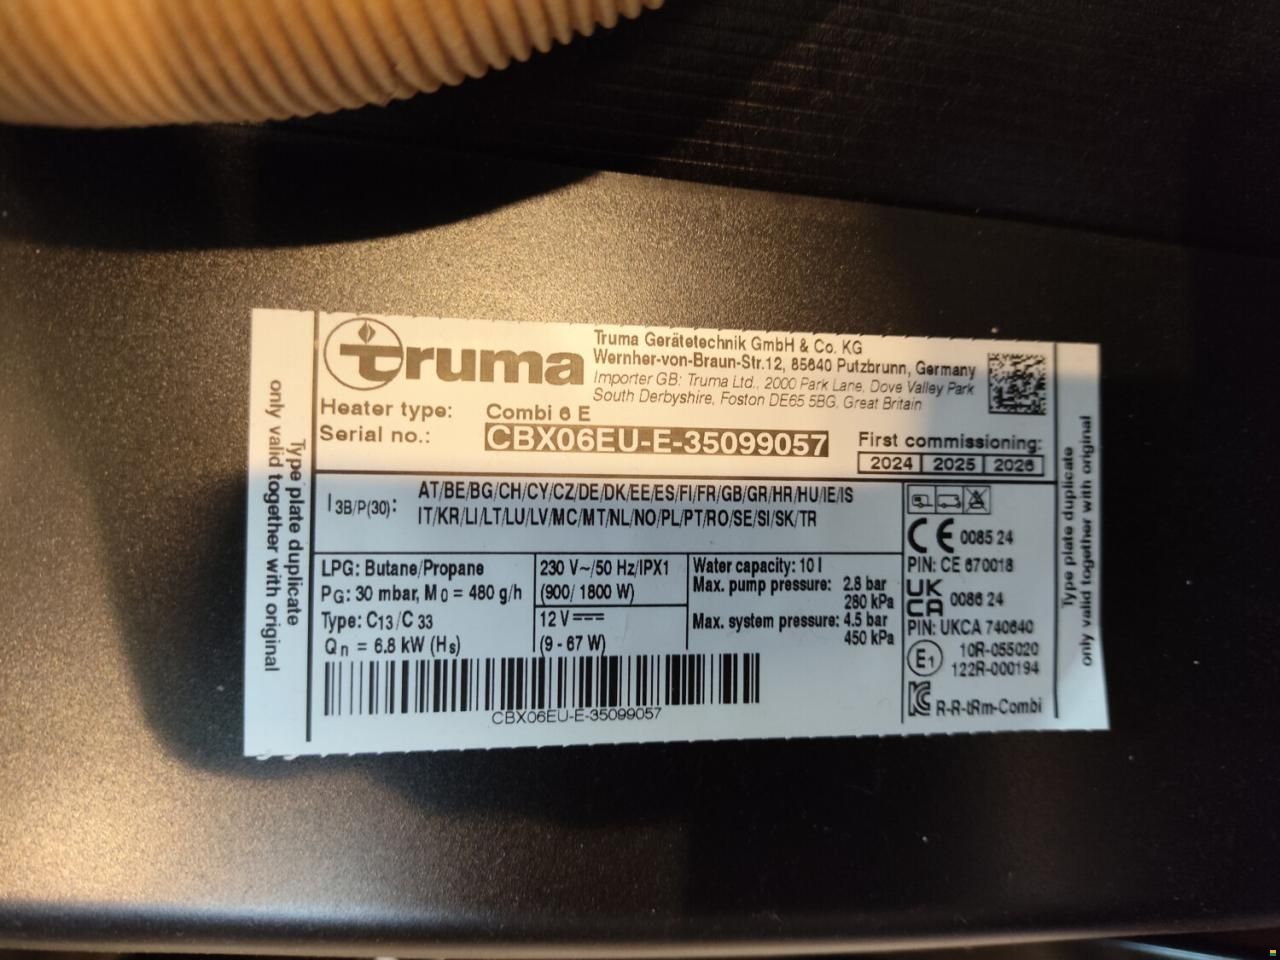 truma
Truma Gerätetechnik GmbH & Co. KG
Wernher-von-Braun-Str.12, 85640 Putzbrunn, Germany
Importer GB: Truma Ltd., 2000 Park Lane, Dove Valley Park
South Derbyshire, Foston DE65 5BG, Great Britain
Heater type: Combi 6 E
Serial no.: CBX06EU-E-35099057
First commissioning:
2024 2025 2026
I 3B/P(30): AT/BE/BG/CH/CY/CZ/DE/DK/EE/ES/FI/FR/GB/GR/HR/HU/IE/IS
IT/KR/LI/LT/LU/LV/MC/MT/NL/NO/PL/PT/RO/SE/SI/SK/TR
LPG: Butane/Propane
PG: 30 mbar, M0 = 480 g/h
Type: C13/C 33
Qn = 6.8 kW (Hs)
230 V~/50 Hz/IPX1
(900/ 1800 W)
12 V ⎓
(9 - 67 W)
Water capacity: 10 l
Max. pump pressure: 2.8 bar
280 kPa
Max. system pressure: 4.5 bar
450 kPa
CE 0085 24
PIN: CE 670018
UK
CA 0086 24
PIN: UKCA 740640
E1 10R-055020
122R-000194
R-R-tRm-Combi
CBX06EU-E-35099057
Type plate duplicate
only valid together with original
Type plate duplicate
only valid together with original